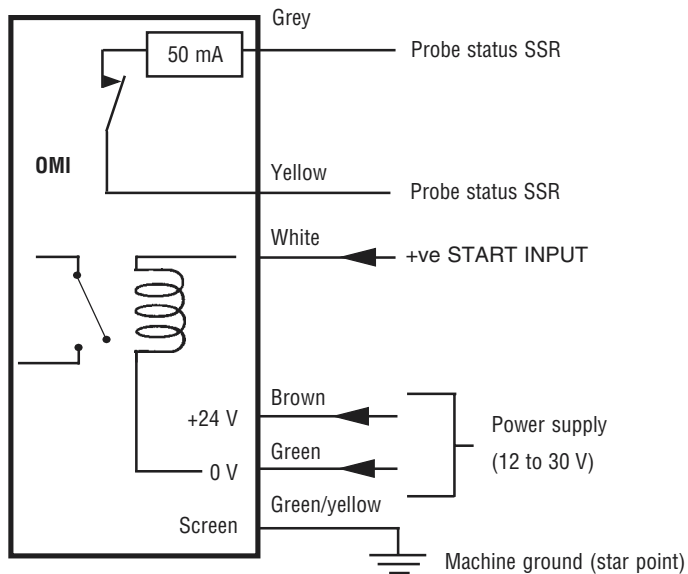 Grey
50 mA
Probe status SSR
OMI
Yellow
Probe status SSR
White
+ve START INPUT
Brown
+24 V
Power supply
(12 to 30 V)
Green
0 V
Green/yellow
Screen
Machine ground (star point)